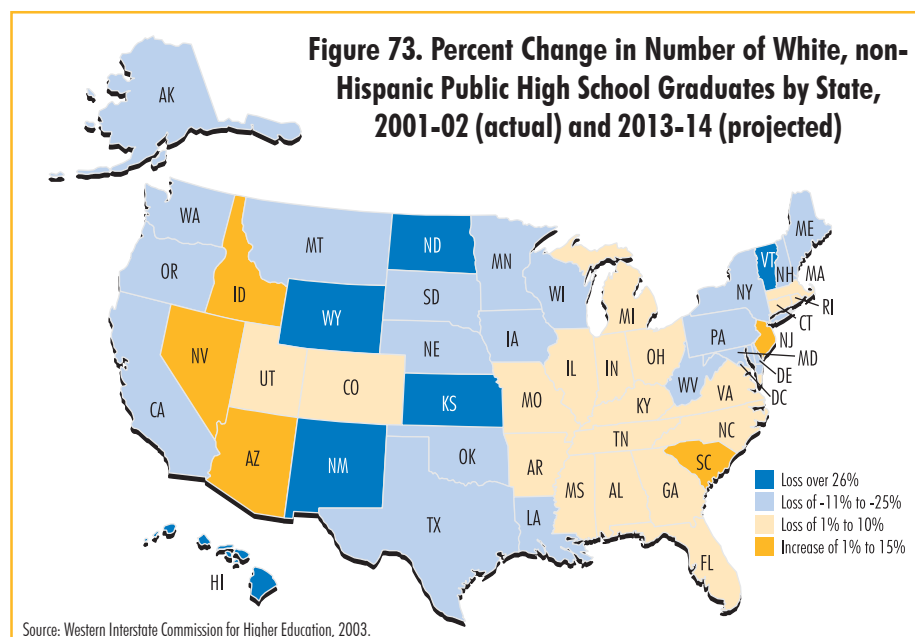 Figure 73. Percent Change in Number of White, non-
Hispanic Public High School Graduates by State,
2001-02 (actual) and 2013-14 (projected)
AK
WA
MT
ND
MN
ME
VT
NH
MA
OR
ID
SD
WI
NY
RI
WY
MI
CT
NV
NE
IA
PA
NJ
UT
CO
IL
IN
OH
MD
DE
CA
KS
MO
KY
WV
VA
DC
AZ
NM
OK
AR
TN
NC
SC
TX
LA
MS
AL
GA
FL
HI
Loss over 26%
Loss of -11% to -25%
Loss of 1% to 10%
Increase of 1% to 15%
Source: Western Interstate Commission for Higher Education, 2003.